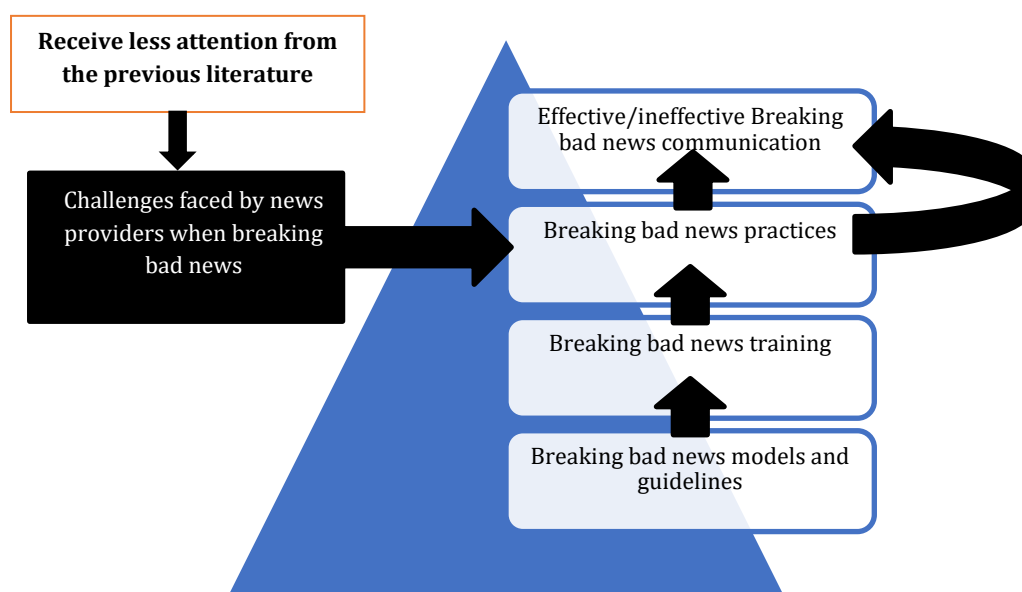 Receive less attention from
the previous literature
Challenges faced by news
providers when breaking
bad news
Effective/ineffective Breaking
bad news communication
Breaking bad news practices
Breaking bad news training
Breaking bad news models and
guidelines